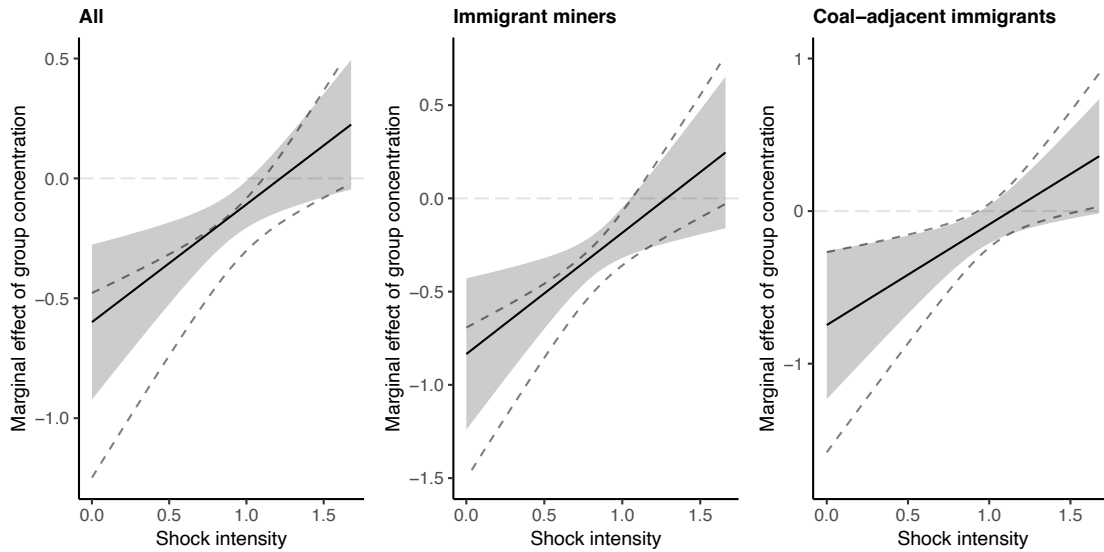 All
Immigrant miners
Coal−adjacent immigrants
Marginal effect of group concentration
0.5
0.0
−0.5
−1.0
0.0 0.5 1.0 1.5
Shock intensity
Marginal effect of group concentration
0.5
0.0
−0.5
−1.0
−1.5
0.0 0.5 1.0 1.5
Shock intensity
Marginal effect of group concentration
1
0
−1
0.0 0.5 1.0 1.5
Shock intensity